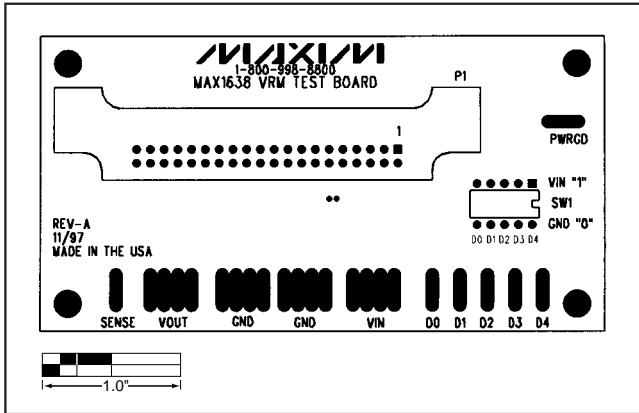 MAXIM
1-800-998-8800
MAX1638 VRM TEST BOARD
P1
1
PWRGD
VIN "1"
SW1
GND "0"
D0 D1 D2 D3 D4
REV-A
11/97
MADE IN THE USA
SENSE VOUT GND GND VIN D0 D1 D2 D3 D4
1.0"